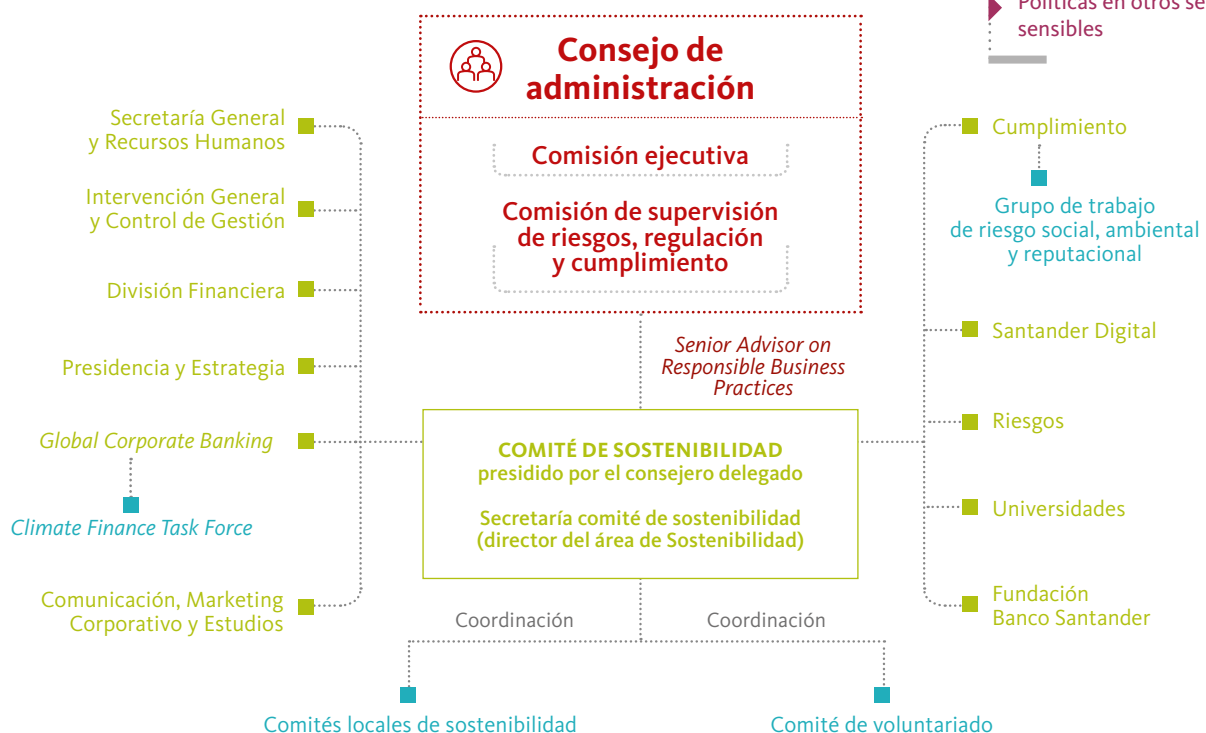 Políticas en otros se
sensibles
Consejo de
administración
Comisión ejecutiva
Comisión de supervisión
de riesgos, regulación
y cumplimiento
Secretaría General
y Recursos Humanos
Intervención General
y Control de Gestión
División Financiera
Presidencia y Estrategia
Global Corporate Banking
Climate Finance Task Force
Comunicación, Marketing
Corporativo y Estudios
Senior Advisor on
Responsible Business
Practices
COMITÉ DE SOSTENIBILIDAD
presidido por el consejero delegado
Secretaría comité de sostenibilidad
(director del área de Sostenibilidad)
Cumplimiento
Grupo de trabajo
de riesgo social, ambiental
y reputacional
Santander Digital
Riesgos
Universidades
Fundación
Banco Santander
Coordinación
Coordinación
Comités locales de sostenibilidad
Comité de voluntariado